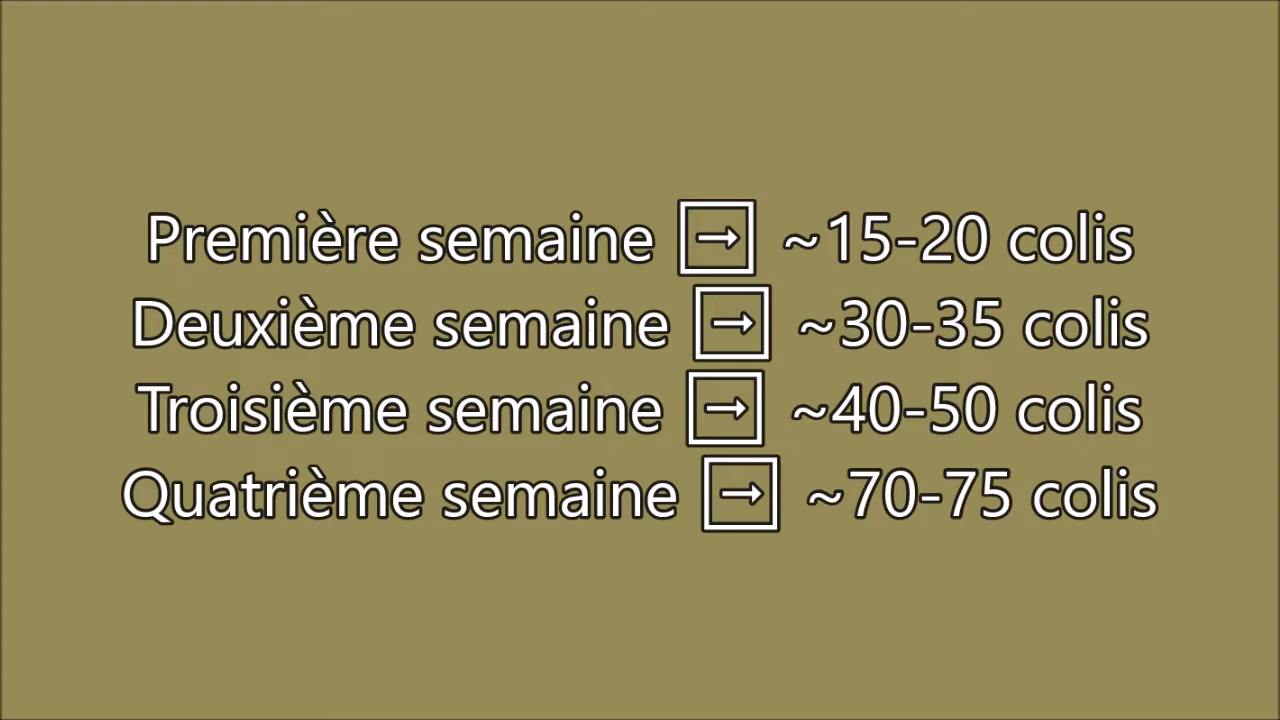 Première semaine ➡ ~15-20 colis
Deuxième semaine ➡ ~30-35 colis
Troisième semaine ➡ ~40-50 colis
Quatrième semaine ➡ ~70-75 colis